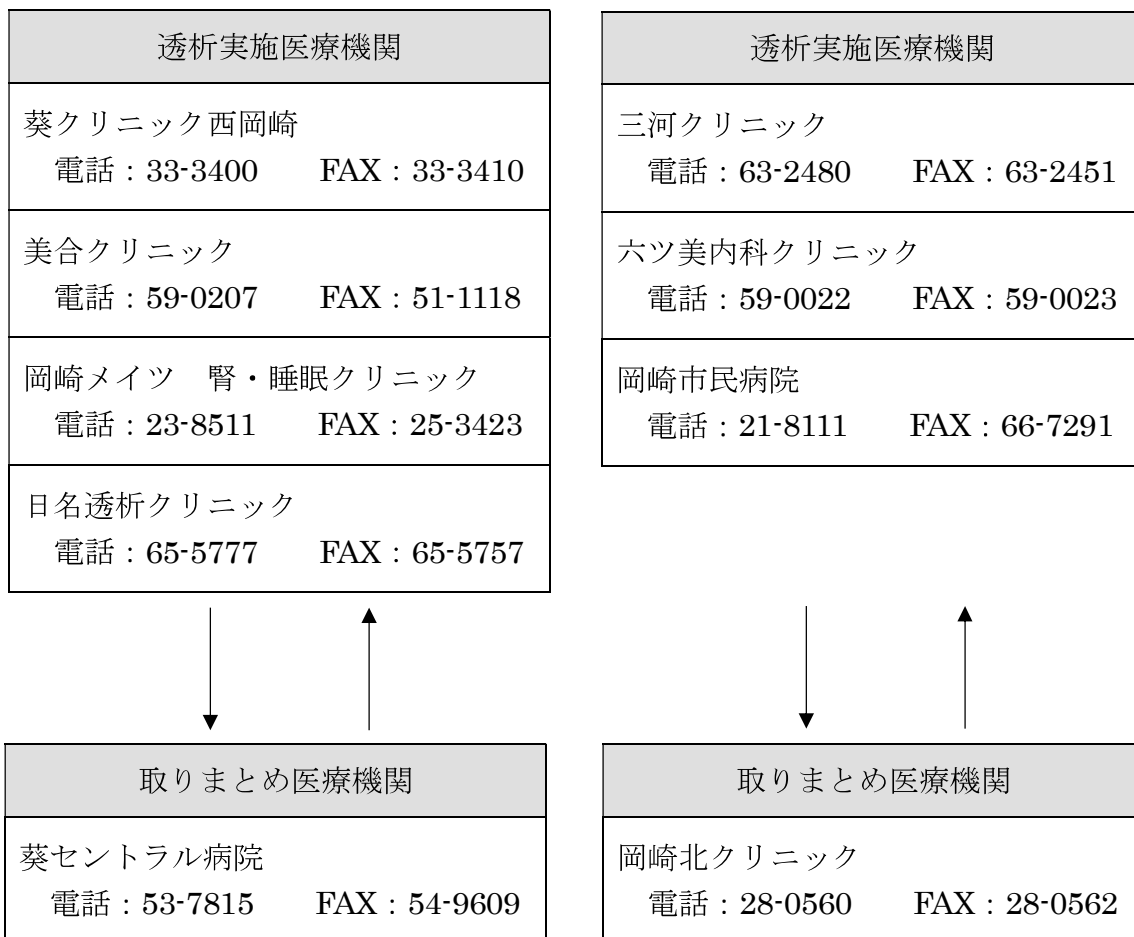 透析実施医療機関
葵クリニック西岡崎
電話：33-3400 FAX：33-3410
美合クリニック
電話：59-0207 FAX：51-1118
岡崎メイツ　腎・睡眠クリニック
電話：23-8511 FAX：25-3423
日名透析クリニック
電話：65-5777 FAX：65-5757
取りまとめ医療機関
葵セントラル病院
電話：53-7815 FAX：54-9609
透析実施医療機関
三河クリニック
電話：63-2480 FAX：63-2451
六ツ美内科クリニック
電話：59-0022 FAX：59-0023
岡崎市民病院
電話：21-8111 FAX：66-7291
取りまとめ医療機関
岡崎北クリニック
電話：28-0560 FAX：28-0562